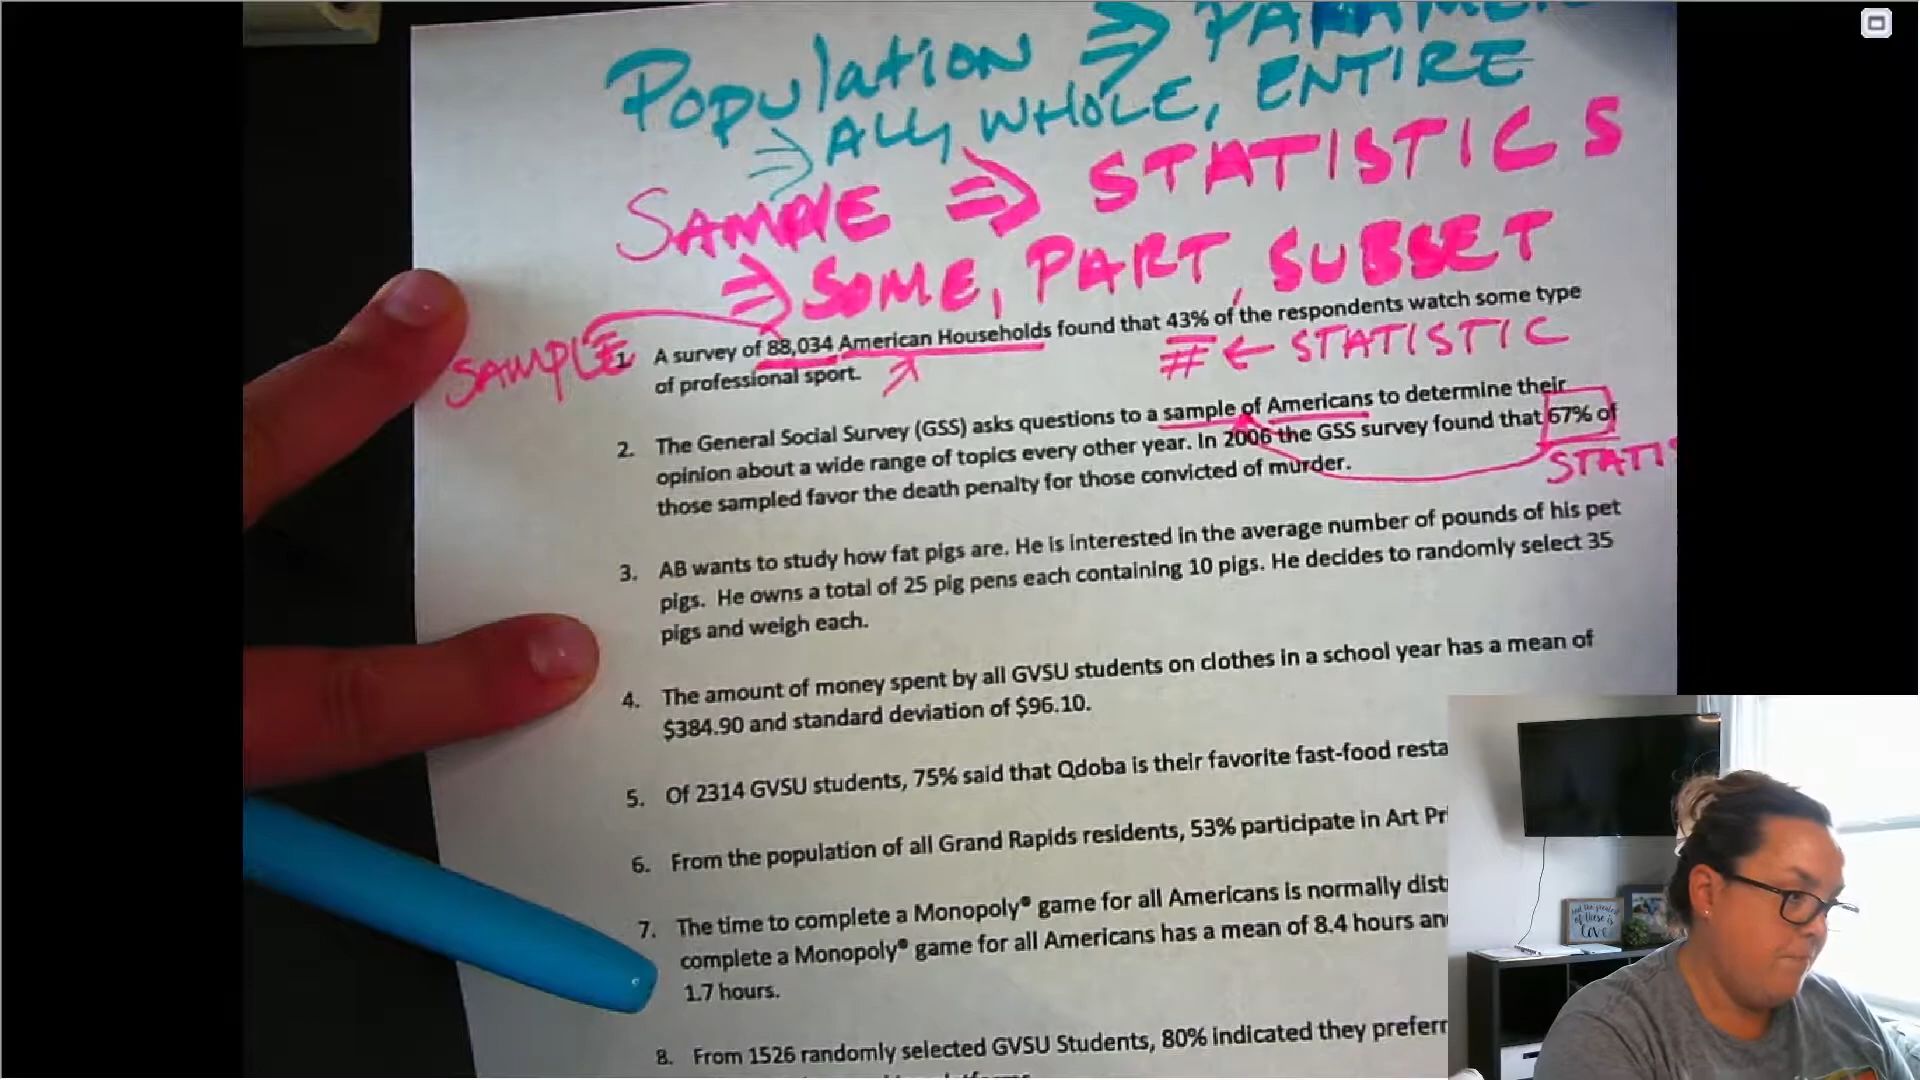 Population ⇒
⇒ ALL, WHOLE, ENTIRE
SAMPLE ⇒ STATISTICS
⇒ SOME, PART, SUBSET
SAMPLE
1. A survey of 88,034 American Households found that 43% of the respondents watch some type
# ← STATISTIC
of professional sport.
2. The General Social Survey (GSS) asks questions to a sample of Americans to determine their
opinion about a wide range of topics every other year. In 2006 the GSS survey found that 67% of
STATIS
those sampled favor the death penalty for those convicted of murder.
3. AB wants to study how fat pigs are. He is interested in the average number of pounds of his pet
pigs. He owns a total of 25 pig pens each containing 10 pigs. He decides to randomly select 35
pigs and weigh each.
4. The amount of money spent by all GVSU students on clothes in a school year has a mean of
$384.90 and standard deviation of $96.10.
5. Of 2314 GVSU students, 75% said that Qdoba is their favorite fast-food resta
6. From the population of all Grand Rapids residents, 53% participate in Art Pr
7. The time to complete a Monopoly® game for all Americans is normally dist
complete a Monopoly® game for all Americans has a mean of 8.4 hours an
1.7 hours.
8. From 1526 randomly selected GVSU Students, 80% indicated they preferr